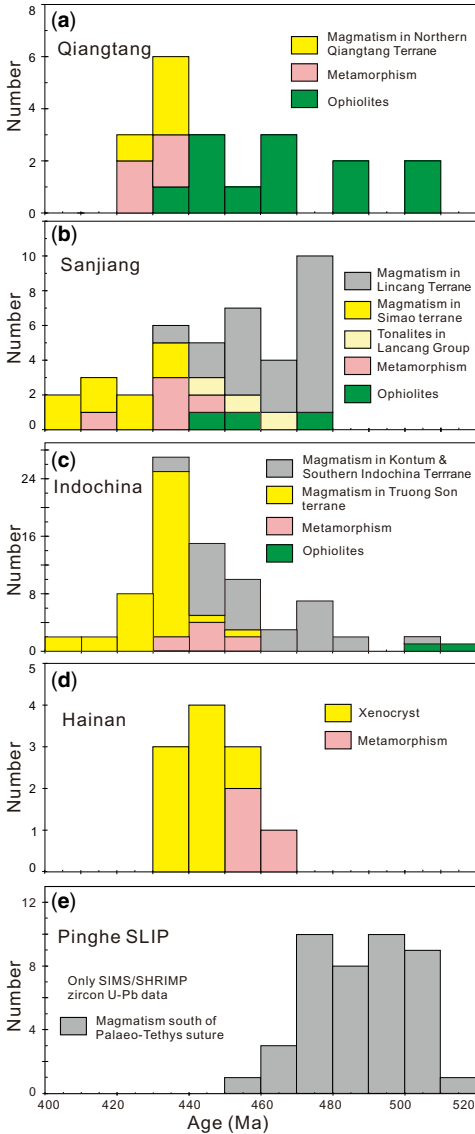 (a)
Qiangtang
Number
8
6
4
2
0
Magmatism in Northern
Qiangtang Terrane
Metamorphism
Ophiolites
(b)
Sanjiang
Number
10
8
6
4
2
0
Magmatism in
Lincang Terrane
Magmatism in
Simao terrane
Tonalites in
Lancang Group
Metamorphism
Ophiolites
(c)
Indochina
Number
24
16
8
0
Magmatism in Kontum &
Southern Indochina Terrrane
Magmatism in Truong Son
terrane
Metamorphism
Ophiolites
(d)
Hainan
Number
5
4
3
2
1
0
Xenocryst
Metamorphism
(e)
Pinghe SLIP
Number
12
8
4
0
Only SIMS/SHRIMP
zircon U-Pb data
Magmatism south of
Palaeo-Tethys suture
400 420 440 460 480 500 520
Age (Ma)